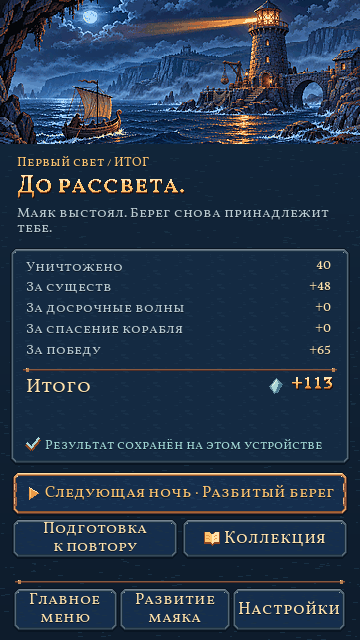 Первый свет / ИТОГ
До рассвета.
Маяк выстоял. Берег снова принадлежит
тебе.
Уничтожено 40
За существ +48
За досрочные волны +0
За спасение корабля +0
За победу +65
Итого +113
Результат сохранён на этом устройстве
Следующая ночь · Разбитый берег
Подготовка
к повтору
Коллекция
Главное
меню
Развитие
маяка
Настройки